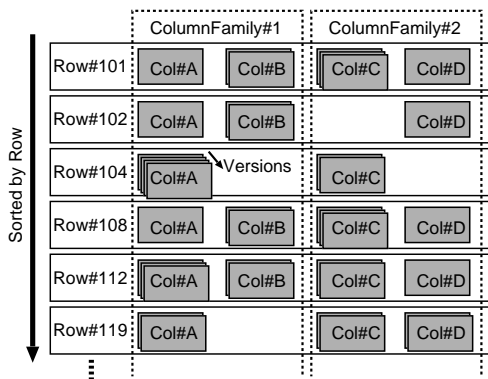 ColumnFamily#1 ColumnFamily#2
Row#101 Col#A Col#B Col#C Col#D
Row#102 Col#A Col#B Col#D
Versions
Row#104 Col#A Col#C
Row#108 Col#A Col#B Col#C Col#D
Row#112 Col#A Col#B Col#C Col#D
Row#119 Col#A Col#C Col#D
Sorted by Row